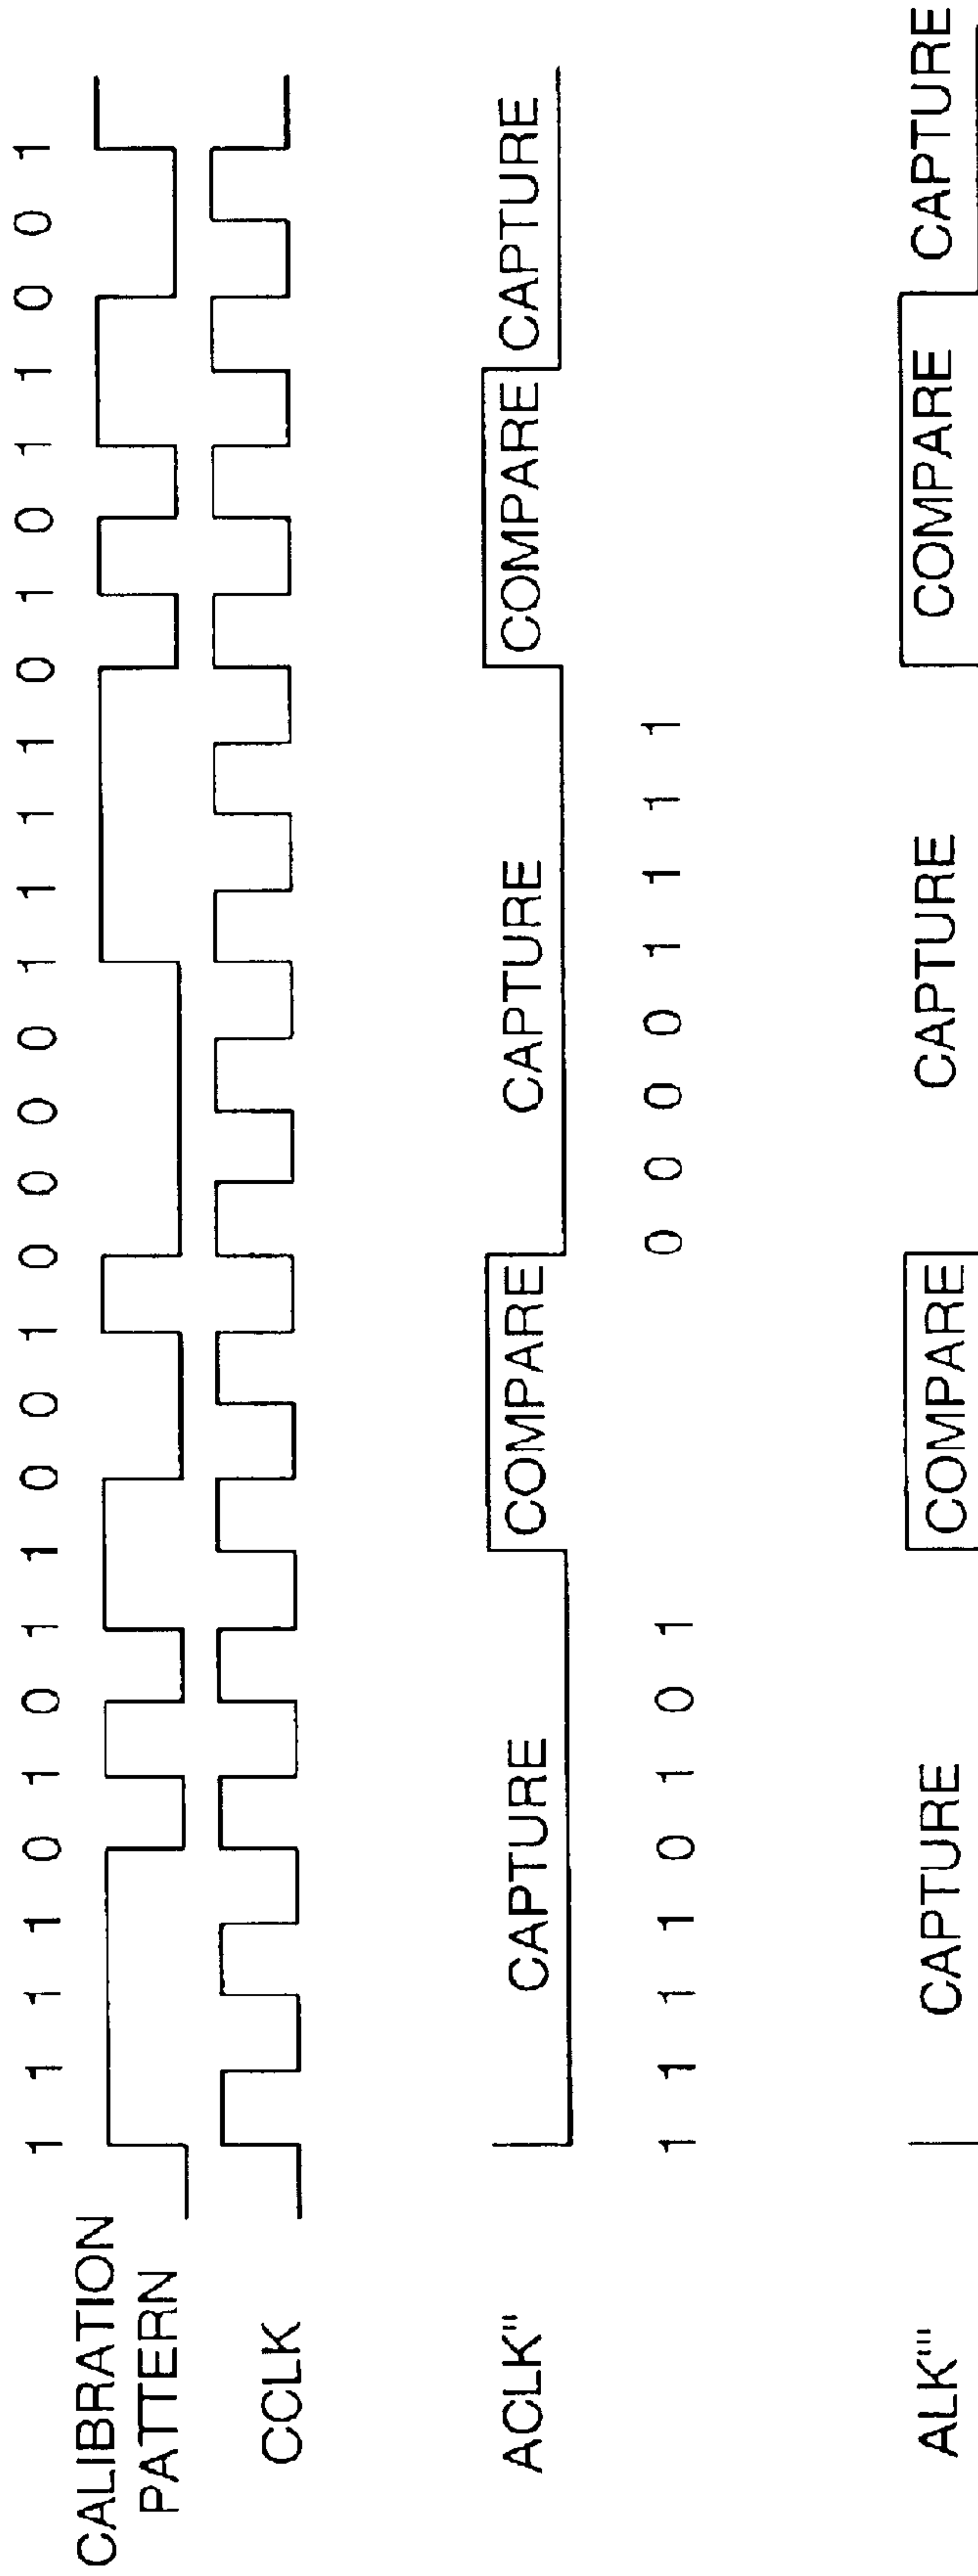 1 1 1 1 0 1 0 1 1 0 0 1 0 0 0 0 1 1 1 1 0 1 0 1 1 0 0 1
CALIBRATION
PATTERN
CCLK
ACLK" CAPTURE COMPARE CAPTURE COMPARE CAPTURE
1 1 1 1 0 1 0 1 0 0 0 0 1 1 1 1
ALK''' CAPTURE COMPARE CAPTURE COMPARE CAPTURE